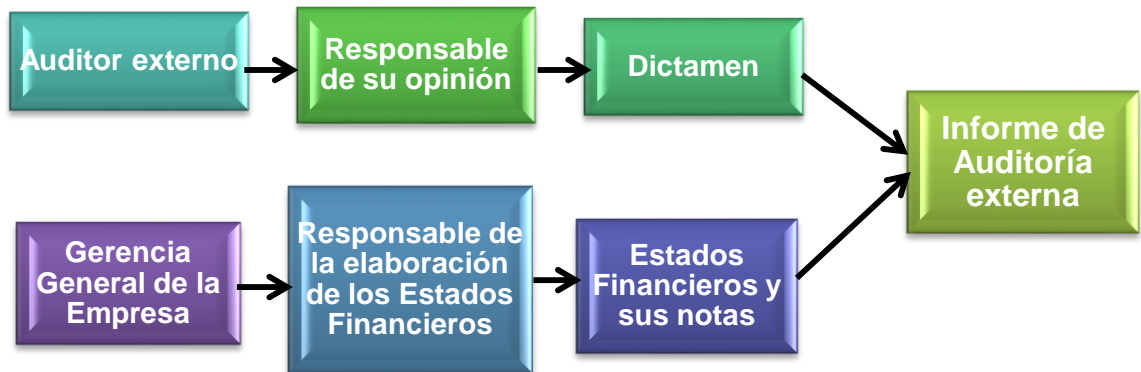 Auditor externo
Responsable
de su opinión
Dictamen
Informe de
Auditoría
externa
Gerencia
General de la
Empresa
Responsable de
la elaboración
de los Estados
Financieros
Estados
Financieros y
sus notas